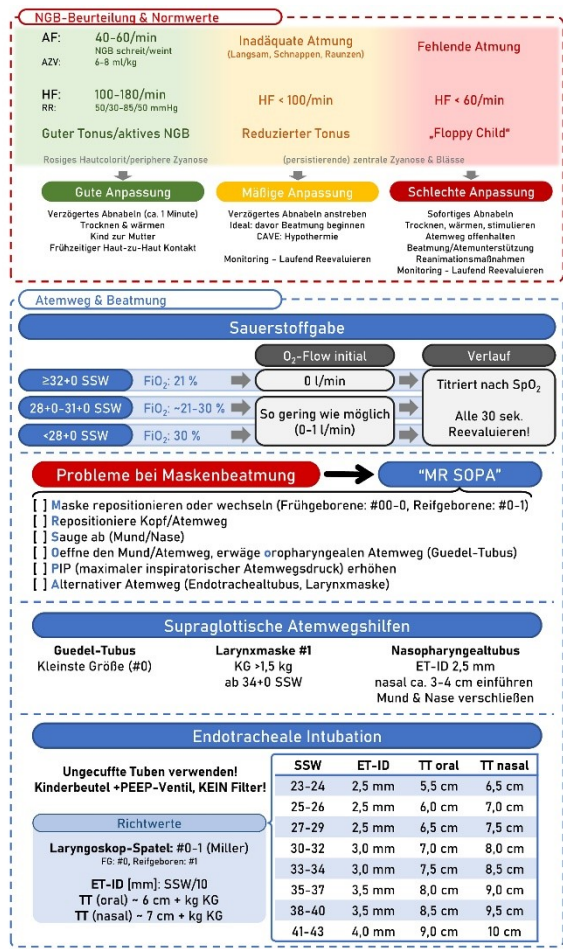 NGB-Beurteilung & Normwerte
AF: 40-60/min
NGB schreit/weint
AZV: 6-8 ml/kg
HF: 100-180/min
RR: 50/30-85/50 mmHg
Guter Tonus/aktives NGB
Inadäquate Atmung
(Langsam, Schnappen, Raunzen)
HF < 100/min
Reduzierter Tonus
Fehlende Atmung
HF < 60/min
„Floppy Child"
Rosiges Hautcolorit/periphere Zyanose
(persistierende) zentrale Zyanose & Blässe
Gute Anpassung
Verzögertes Abnabeln (ca. 1 Minute)
Trocknen & wärmen
Kind zur Mutter
Frühzeitiger Haut-zu-Haut Kontakt
Mäßige Anpassung
Verzögertes Abnabeln anstreben
Ideal: davor Beatmung beginnen
CAVE: Hypothermie
Monitoring - Laufend Reevaluieren
Schlechte Anpassung
Sofortiges Abnabeln
Trocknen, wärmen, stimulieren
Atemweg offenhalten
Beatmung/Atemunterstützung
Reanimationsmaßnahmen
Monitoring - Laufend Reevaluieren
Atemweg & Beatmung
Sauerstoffgabe
O₂-Flow initial
Verlauf
≥32+0 SSW FiO₂: 21 % 0 l/min
28+0-31+0 SSW FiO₂: ~21-30 %
<28+0 SSW FiO₂: 30 %
So gering wie möglich
(0-1 l/min)
Titriert nach SpO₂
Alle 30 sek.
Reevaluieren!
Probleme bei Maskenbeatmung
"MR SOPA"
[ ] Maske repositionieren oder wechseln (Frühgeborene: #00-0, Reifgeborene: #0-1)
[ ] Repositioniere Kopf/Atemweg
[ ] Sauge ab (Mund/Nase)
[ ] Oeffne den Mund/Atemweg, erwäge oropharyngealen Atemweg (Guedel-Tubus)
[ ] PIP (maximaler inspiratorischer Atemwegsdruck) erhöhen
[ ] Alternativer Atemweg (Endotrachealtubus, Larynxmaske)
Supraglottische Atemwegshilfen
Guedel-Tubus
Kleinste Größe (#0)
Larynxmaske #1
KG >1,5 kg
ab 34+0 SSW
Nasopharyngealtubus
ET-ID 2,5 mm
nasal ca. 3-4 cm einführen
Mund & Nase verschließen
Endotracheale Intubation
Ungecuffte Tuben verwenden!
Kinderbeutel +PEEP-Ventil, KEIN Filter!
Richtwerte
Laryngoskop-Spatel: #0-1 (Miller)
FG: #0, Reifgeboren: #1
ET-ID [mm]: SSW/10
TT (oral) ~ 6 cm + kg KG
TT (nasal) ~ 7 cm + kg KG
SSW ET-ID TT oral TT nasal
23-24 2,5 mm 5,5 cm 6,5 cm
25-26 2,5 mm 6,0 cm 7,0 cm
27-29 2,5 mm 6,5 cm 7,5 cm
30-32 3,0 mm 7,0 cm 8,0 cm
33-34 3,0 mm 7,5 cm 8,5 cm
35-37 3,5 mm 8,0 cm 9,0 cm
38-40 3,5 mm 8,5 cm 9,5 cm
41-43 4,0 mm 9,0 cm 10 cm